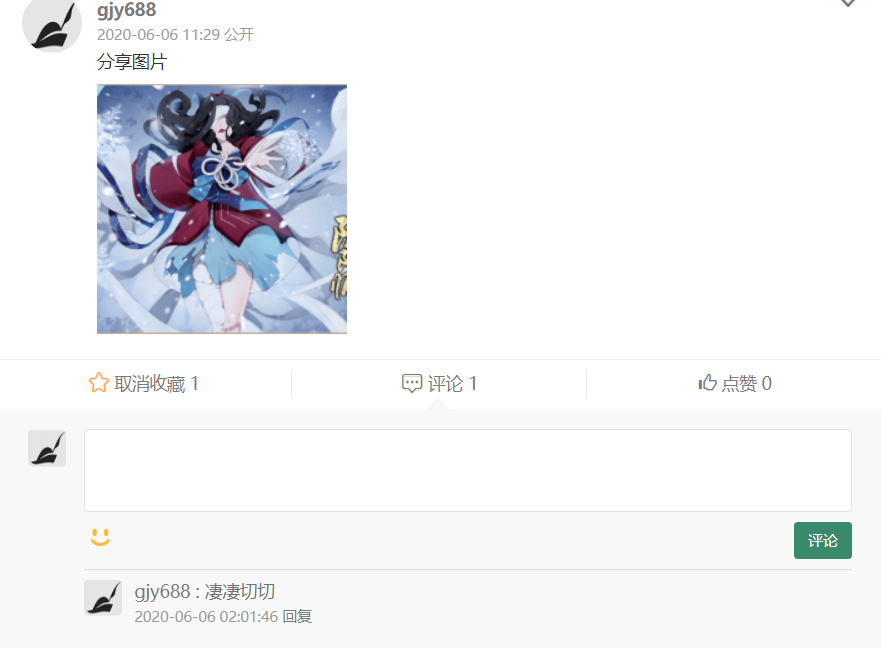 gjy688
2020-06-06 11:29 公开
分享图片
取消收藏 1
评论 1
点赞 0
评论
gjy688 : 凄凄切切
2020-06-06 02:01:46 回复